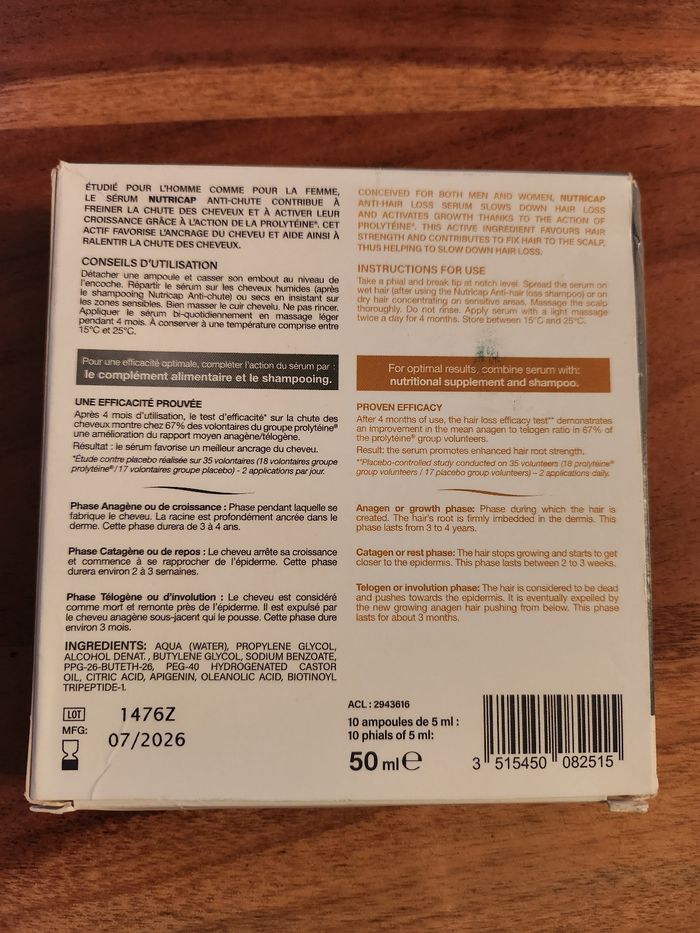 ÉTUDIÉ POUR L'HOMME COMME POUR LA FEMME,
LE SÉRUM NUTRICAP ANTI-CHUTE CONTRIBUE À
FREINER LA CHUTE DES CHEVEUX ET À ACTIVER LEUR
CROISSANCE GRÂCE À L'ACTION DE LA PROLYTÉINE®. CET
ACTIF FAVORISE L'ANCRAGE DU CHEVEU ET AIDE AINSI À
RALENTIR LA CHUTE DES CHEVEUX.
CONSEILS D'UTILISATION
Détacher une ampoule et casser son embout au niveau de
l'encoche. Répartir le sérum sur les cheveux humides (après
le shampooing Nutricap Anti-chute) ou secs en insistant sur
les zones sensibles. Bien masser le cuir chevelu. Ne pas rincer.
Appliquer le sérum bi-quotidiennement en massage léger
pendant 4 mois. À conserver à une température comprise entre
15°C et 25°C.
Pour une efficacité optimale, compléter l'action du sérum par :
le complément alimentaire et le shampooing.
UNE EFFICACITÉ PROUVÉE
Après 4 mois d'utilisation, le test d'efficacité* sur la chute des
cheveux montre chez 67% des volontaires du groupe prolytéine®
une amélioration du rapport moyen anagène/télogène.
Résultat : le sérum favorise un meilleur ancrage du cheveu.
*Étude contre placebo réalisée sur 35 volontaires (18 volontaires groupe
prolytéine® / 17 volontaires groupe placebo) - 2 applications par jour.
Phase Anagène ou de croissance : Phase pendant laquelle se
fabrique le cheveu. La racine est profondément ancrée dans le
derme. Cette phase durera de 3 à 4 ans.
Phase Catagène ou de repos : Le cheveu arrête sa croissance
et commence à se rapprocher de l'épiderme. Cette phase
durera environ 2 à 3 semaines.
Phase Télogène ou d'involution : Le cheveu est considéré
comme mort et remonte près de l'épiderme. Il est expulsé par
le cheveu anagène sous-jacent qui le pousse. Cette phase dure
environ 3 mois.
INGREDIENTS: AQUA (WATER), PROPYLENE GLYCOL,
ALCOHOL DENAT. , BUTYLENE GLYCOL, SODIUM BENZOATE,
PPG-26-BUTETH-26, PEG-40 HYDROGENATED CASTOR
OIL, CITRIC ACID, APIGENIN, OLEANOLIC ACID, BIOTINOYL
TRIPEPTIDE-1.
LOT 1476Z
MFG:
07/2026
CONCEIVED FOR BOTH MEN AND WOMEN, NUTRICAP
ANTI-HAIR LOSS SERUM SLOWS DOWN HAIR LOSS
AND ACTIVATES GROWTH THANKS TO THE ACTION OF
PROLYTEINE®. THIS ACTIVE INGREDIENT FAVOURS HAIR
STRENGTH AND CONTRIBUTES TO FIX HAIR TO THE SCALP,
THUS HELPING TO SLOW DOWN HAIR LOSS.
INSTRUCTIONS FOR USE
Take a phial and break tip at notch level. Spread the serum on
wet hair (after using the Nutricap Anti-hair loss shampoo) or on
dry hair concentrating on sensitive areas. Massage the scalp
thoroughly. Do not rinse. Apply serum with a light massage
twice a day for 4 months. Store between 15°C and 25°C.
For optimal results, combine serum with:
nutritional supplement and shampoo.
PROVEN EFFICACY
After 4 months of use, the hair loss efficacy test** demonstrates
an improvement in the mean anagen to telogen ratio in 67% of
the prolytéine® group volunteers.
Result: the serum promotes enhanced hair root strength.
**Placebo-controlled study conducted on 35 volunteers (18 prolytéine®
group volunteers / 17 placebo group volunteers) – 2 applications daily.
Anagen or growth phase: Phase during which the hair is
created. The hair's root is firmly imbedded in the dermis. This
phase lasts from 3 to 4 years.
Catagen or rest phase: The hair stops growing and starts to get
closer to the epidermis. This phase lasts between 2 to 3 weeks.
Telogen or involution phase: The hair is considered to be dead
and pushes towards the epidermis. It is eventually expelled by
the new growing anagen hair pushing from below. This phase
lasts for about 3 months.
ACL : 2943616
10 ampoules de 5 ml :
10 phials of 5 ml:
50 ml ℮
3 515450 082515